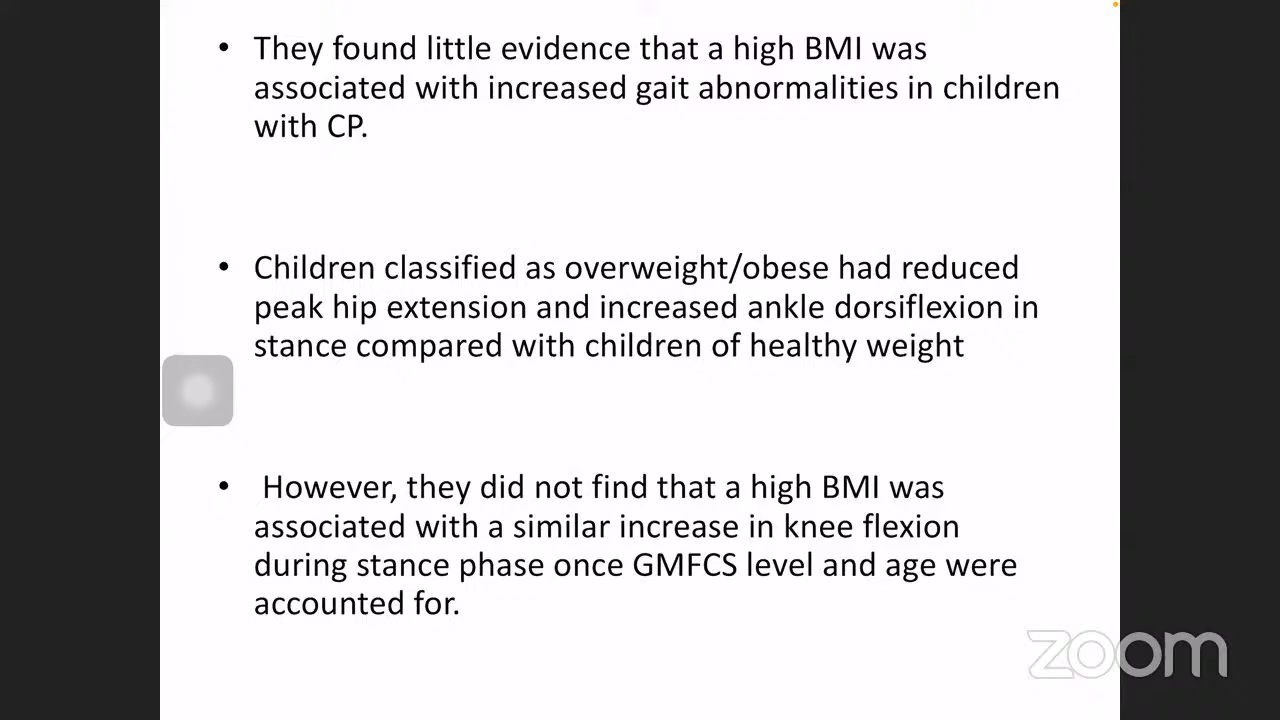 • They found little evidence that a high BMI was
associated with increased gait abnormalities in children
with CP.
• Children classified as overweight/obese had reduced
peak hip extension and increased ankle dorsiflexion in
stance compared with children of healthy weight
• However, they did not find that a high BMI was
associated with a similar increase in knee flexion
during stance phase once GMFCS level and age were
accounted for.
zoom